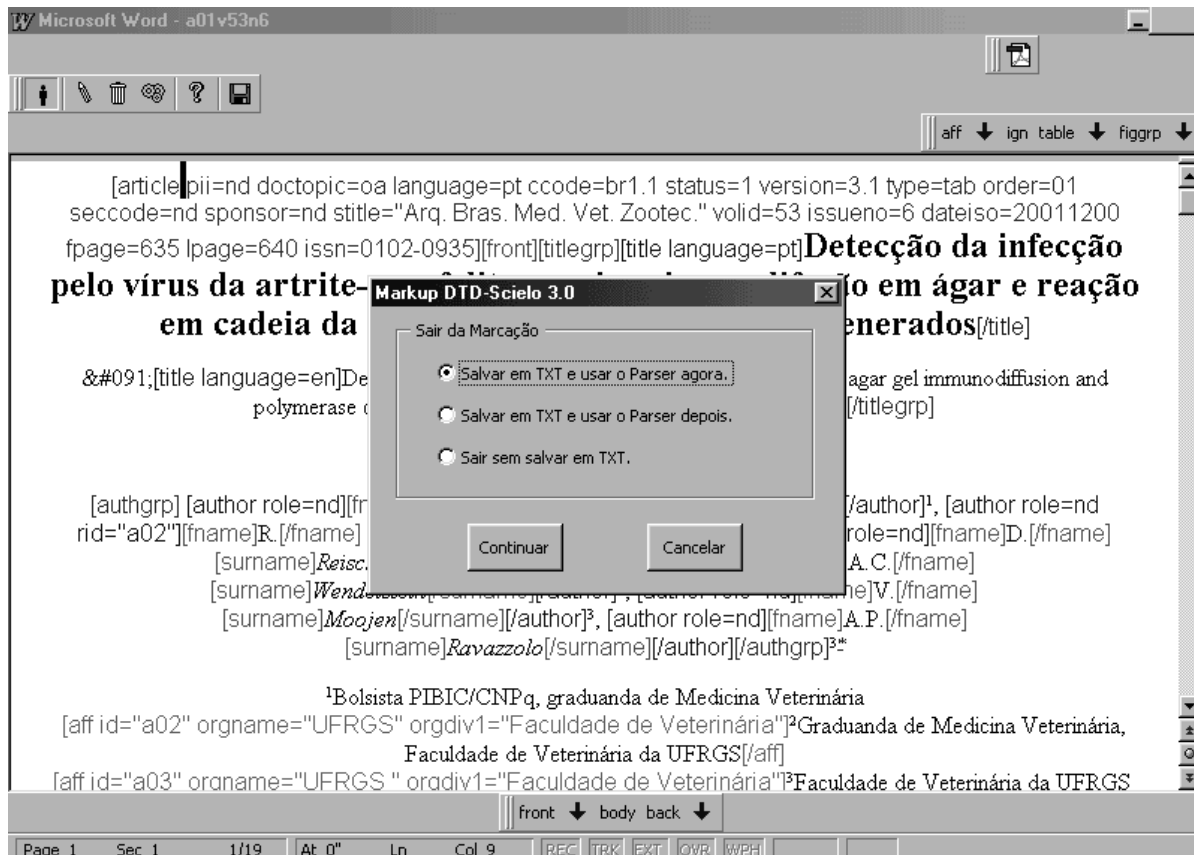 Microsoft Word - a01v53n6
aff ign table figgrp
[article pii=nd doctopic=oa language=pt ccode=br1.1 status=1 version=3.1 type=tab order=01
seccode=nd sponsor=nd stitle="Arq. Bras. Med. Vet. Zootec." volid=53 issueno=6 dateiso=20011200
fpage=635 lpage=640 issn=0102-0935][front][titlegrp][title language=pt]Detecção da infecção
pelo vírus da artrite- ão em ágar e reação
em cadeia da enerados[/title]
Markup DTD-Scielo 3.0
Sair da Marcação
Salvar em TXT e usar o Parser agora.
Salvar em TXT e usar o Parser depois.
Sair sem salvar em TXT.
Continuar Cancelar
&#091;[title language=en]De agar gel immunodiffusion and
polymerase [/titlegrp]
[authgrp] [author role=nd][fn [/author]¹, [author role=nd
rid="a02"][fname]R.[/fname] role=nd][fname]D.[/fname]
[surname]Reisc. A.C.[/fname]
[surname]Wend V.[/fname]
[surname]Moojen[/surname][/author]³, [author role=nd][fname]A.P.[/fname]
[surname]Ravazzolo[/surname][/author][/authgrp]³*
¹Bolsista PIBIC/CNPq, graduanda de Medicina Veterinária
[aff id="a02" orgname="UFRGS" orgdiv1="Faculdade de Veterinária"]²Graduanda de Medicina Veterinária,
Faculdade de Veterinária da UFRGS[/aff]
[aff id="a03" orgname="UFRGS " orgdiv1="Faculdade de Veterinária"]³Faculdade de Veterinária da UFRGS
front body back
Page 1 Sec 1 1/19 At 0" Ln Col 9 REC TRK EXT OVR WPH